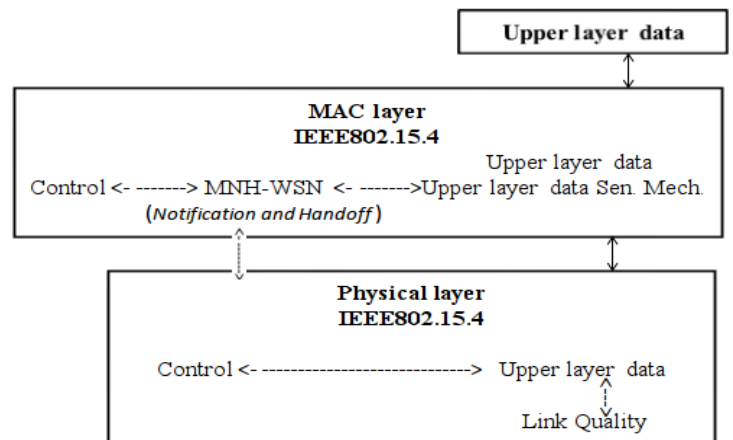 Upper layer data
MAC layer
IEEE802.15.4
Upper layer data
Control <- -------> MNH-WSN <- ------->Upper layer data Sen. Mech.
(Notification and Handoff)
Physical layer
IEEE802.15.4
Control <- -----------------------------> Upper layer data
Link Quality